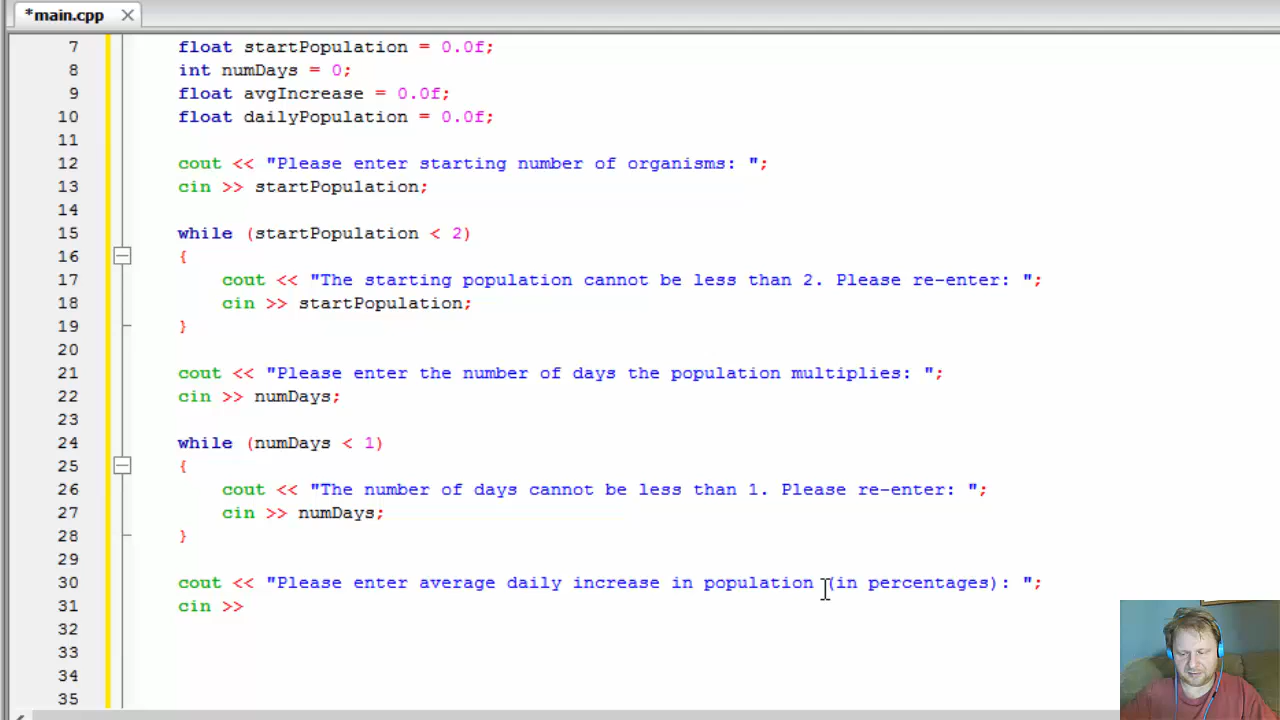 *main.cpp
7 float startPopulation = 0.0f;
8 int numDays = 0;
9 float avgIncrease = 0.0f;
10 float dailyPopulation = 0.0f;
11
12 cout << "Please enter starting number of organisms: ";
13 cin >> startPopulation;
14
15 while (startPopulation < 2)
16 {
17 cout << "The starting population cannot be less than 2. Please re-enter: ";
18 cin >> startPopulation;
19 }
20
21 cout << "Please enter the number of days the population multiplies: ";
22 cin >> numDays;
23
24 while (numDays < 1)
25 {
26 cout << "The number of days cannot be less than 1. Please re-enter: ";
27 cin >> numDays;
28 }
29
30 cout << "Please enter average daily increase in population (in percentages): ";
31 cin >>
32
33
34
35